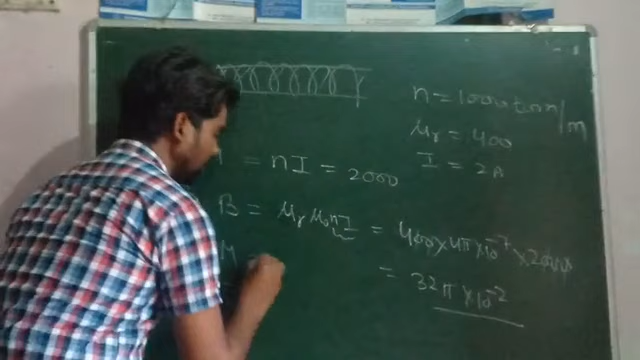 n = 1000 turn/m
μr = 400
I = 2A
= nI = 2000
B = μr μ0 nI = 400 × 4π × 10⁻⁷ × 2000
= 32π × 10⁻²
M =